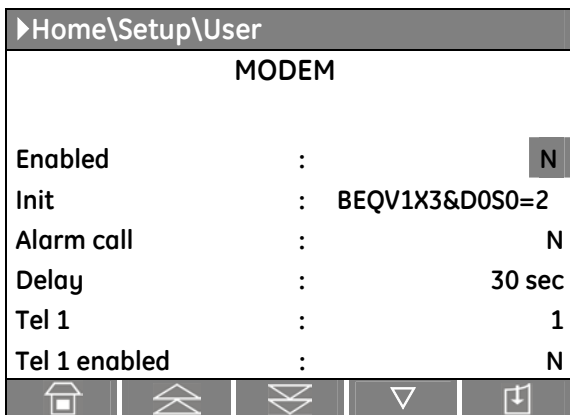 ▶Home\Setup\User
MODEM
Enabled : N
Init : BEQV1X3&D0S0=2
Alarm call : N
Delay : 30 sec
Tel 1 : 1
Tel 1 enabled : N